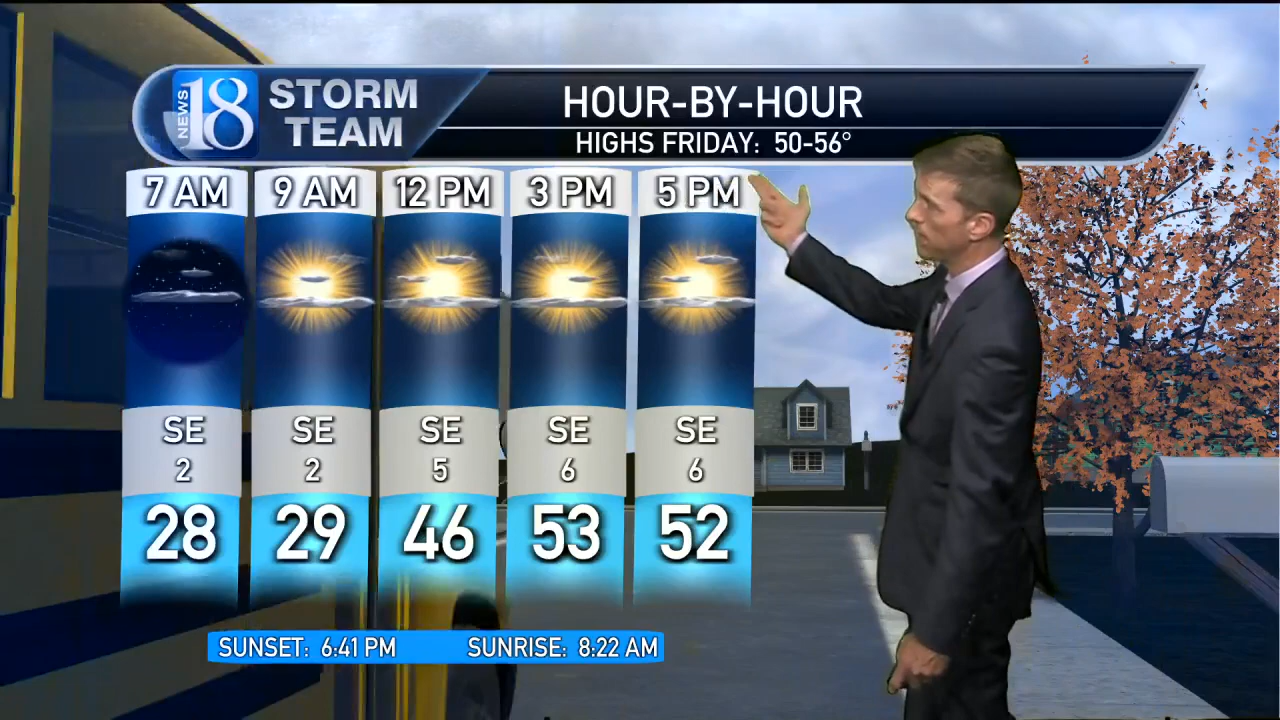 NEWS 18
STORM
TEAM
HOUR-BY-HOUR
HIGHS FRIDAY: 50-56°
7 AM 9 AM 12 PM 3 PM 5 PM
SE SE SE SE SE
2 2 5 6 6
28 29 46 53 52
SUNSET: 6:41 PM SUNRISE: 8:22 AM